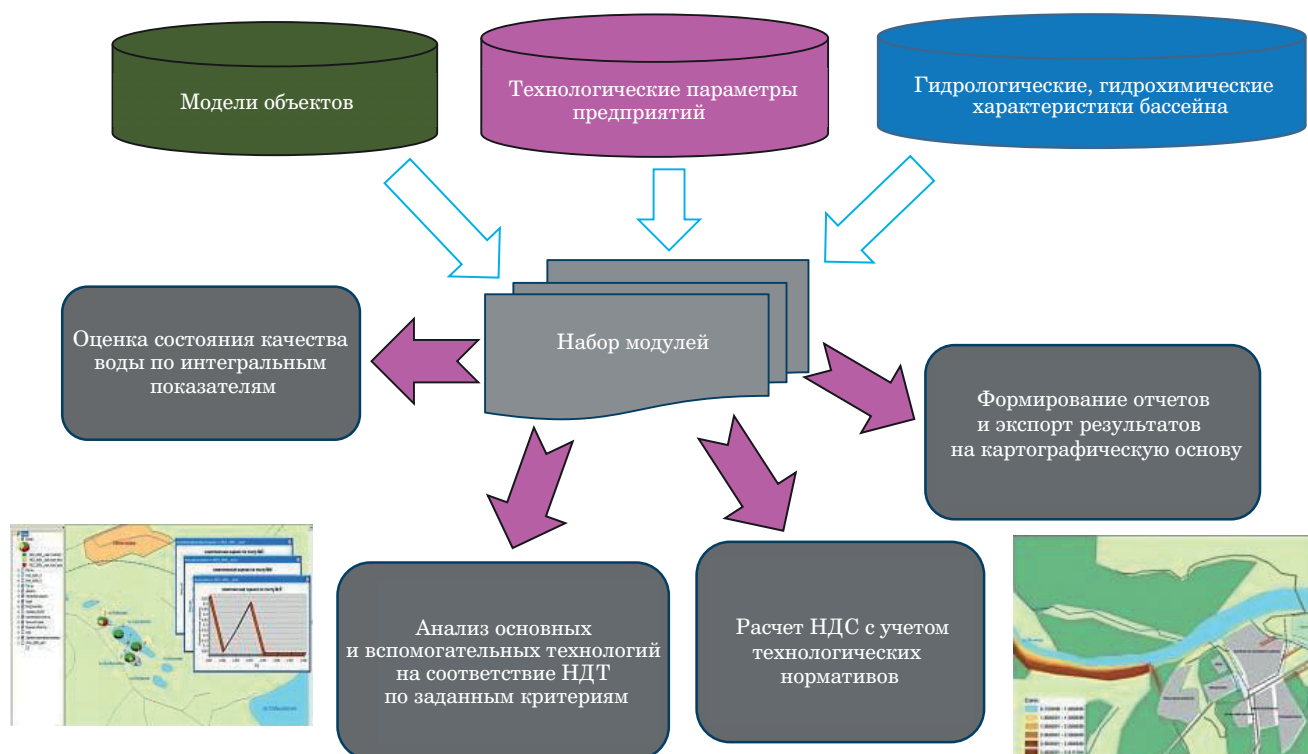 Модели объектов
Технологические параметры
предприятий
Гидрологические, гидрохимические
характеристики бассейна
Набор модулей
Оценка состояния качества
воды по интегральным
показателям
Формирование отчетов
и экспорт результатов
на картографическую основу
Анализ основных
и вспомогательных технологий
на соответствие НДТ
по заданным критериям
Расчет НДС с учетом
технологических
нормативов